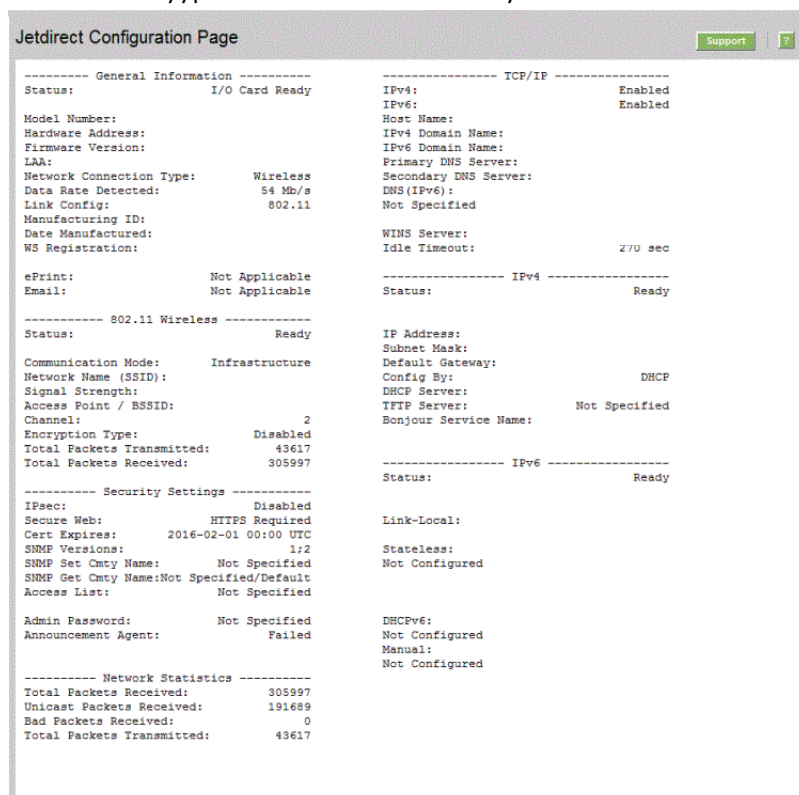 Jetdirect Configuration Page
Support
?
--------- General Information ----------
Status: I/O Card Ready
Model Number:
Hardware Address:
Firmware Version:
LAA:
Network Connection Type: Wireless
Data Rate Detected: 54 Mb/s
Link Config: 802.11
Manufacturing ID:
Date Manufactured:
WS Registration:
ePrint: Not Applicable
Email: Not Applicable
----------- 802.11 Wireless ------------
Status: Ready
Communication Mode: Infrastructure
Network Name (SSID):
Signal Strength:
Access Point / BSSID:
Channel: 2
Encryption Type: Disabled
Total Packets Transmitted: 43617
Total Packets Received: 305997
---------- Security Settings -----------
IPsec: Disabled
Secure Web: HTTPS Required
Cert Expires: 2016-02-01 00:00 UTC
SNMP Versions: 1;2
SNMP Set Cmty Name: Not Specified
SNMP Get Cmty Name:Not Specified/Default
Access List: Not Specified
Admin Password: Not Specified
Announcement Agent: Failed
---------- Network Statistics ----------
Total Packets Received: 305997
Unicast Packets Received: 191689
Bad Packets Received: 0
Total Packets Transmitted: 43617
---------------- TCP/IP ----------------
IPv4: Enabled
IPv6: Enabled
Host Name:
IPv4 Domain Name:
IPv6 Domain Name:
Primary DNS Server:
Secondary DNS Server:
DNS(IPv6):
Not Specified
WINS Server:
Idle Timeout: 270 sec
----------------- IPv4 -----------------
Status: Ready
IP Address:
Subnet Mask:
Default Gateway:
Config By: DHCP
DHCP Server:
TFTP Server: Not Specified
Bonjour Service Name:
----------------- IPv6 -----------------
Status: Ready
Link-Local:
Stateless:
Not Configured
DHCPv6:
Not Configured
Manual:
Not Configured